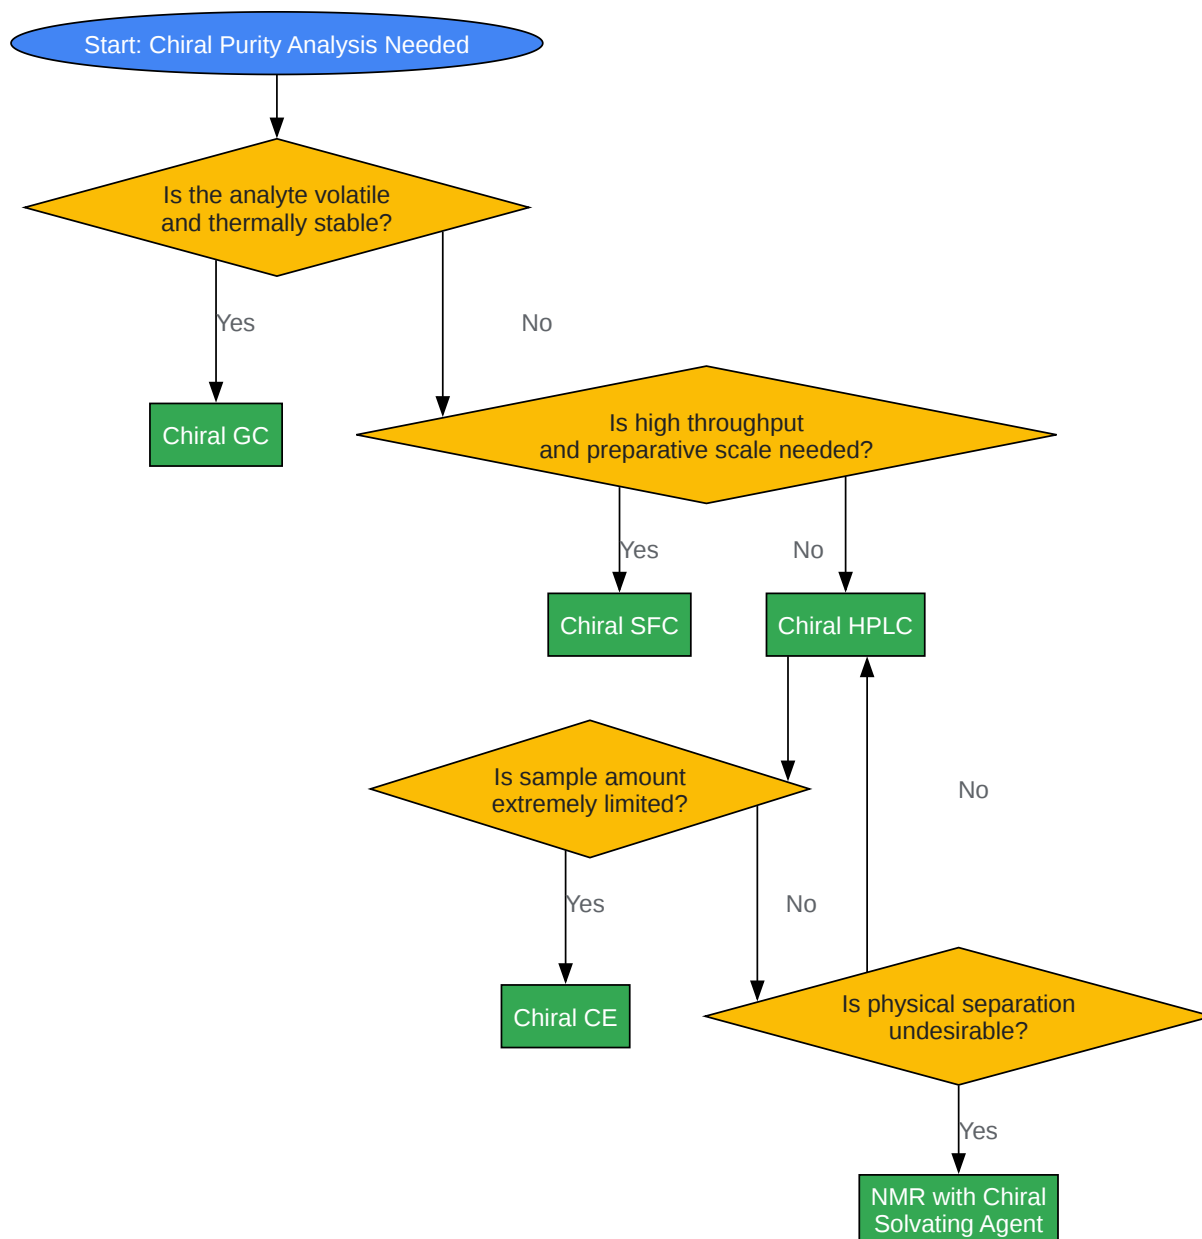 Start: Chiral Purity Analysis Needed
Is the analyte volatile
and thermally stable?
Yes
No
Chiral GC
Is high throughput
and preparative scale needed?
Yes
No
Chiral SFC
Chiral HPLC
Is sample amount
extremely limited?
No
Yes
No
Chiral CE
Is physical separation
undesirable?
Yes
NMR with Chiral
Solvating Agent